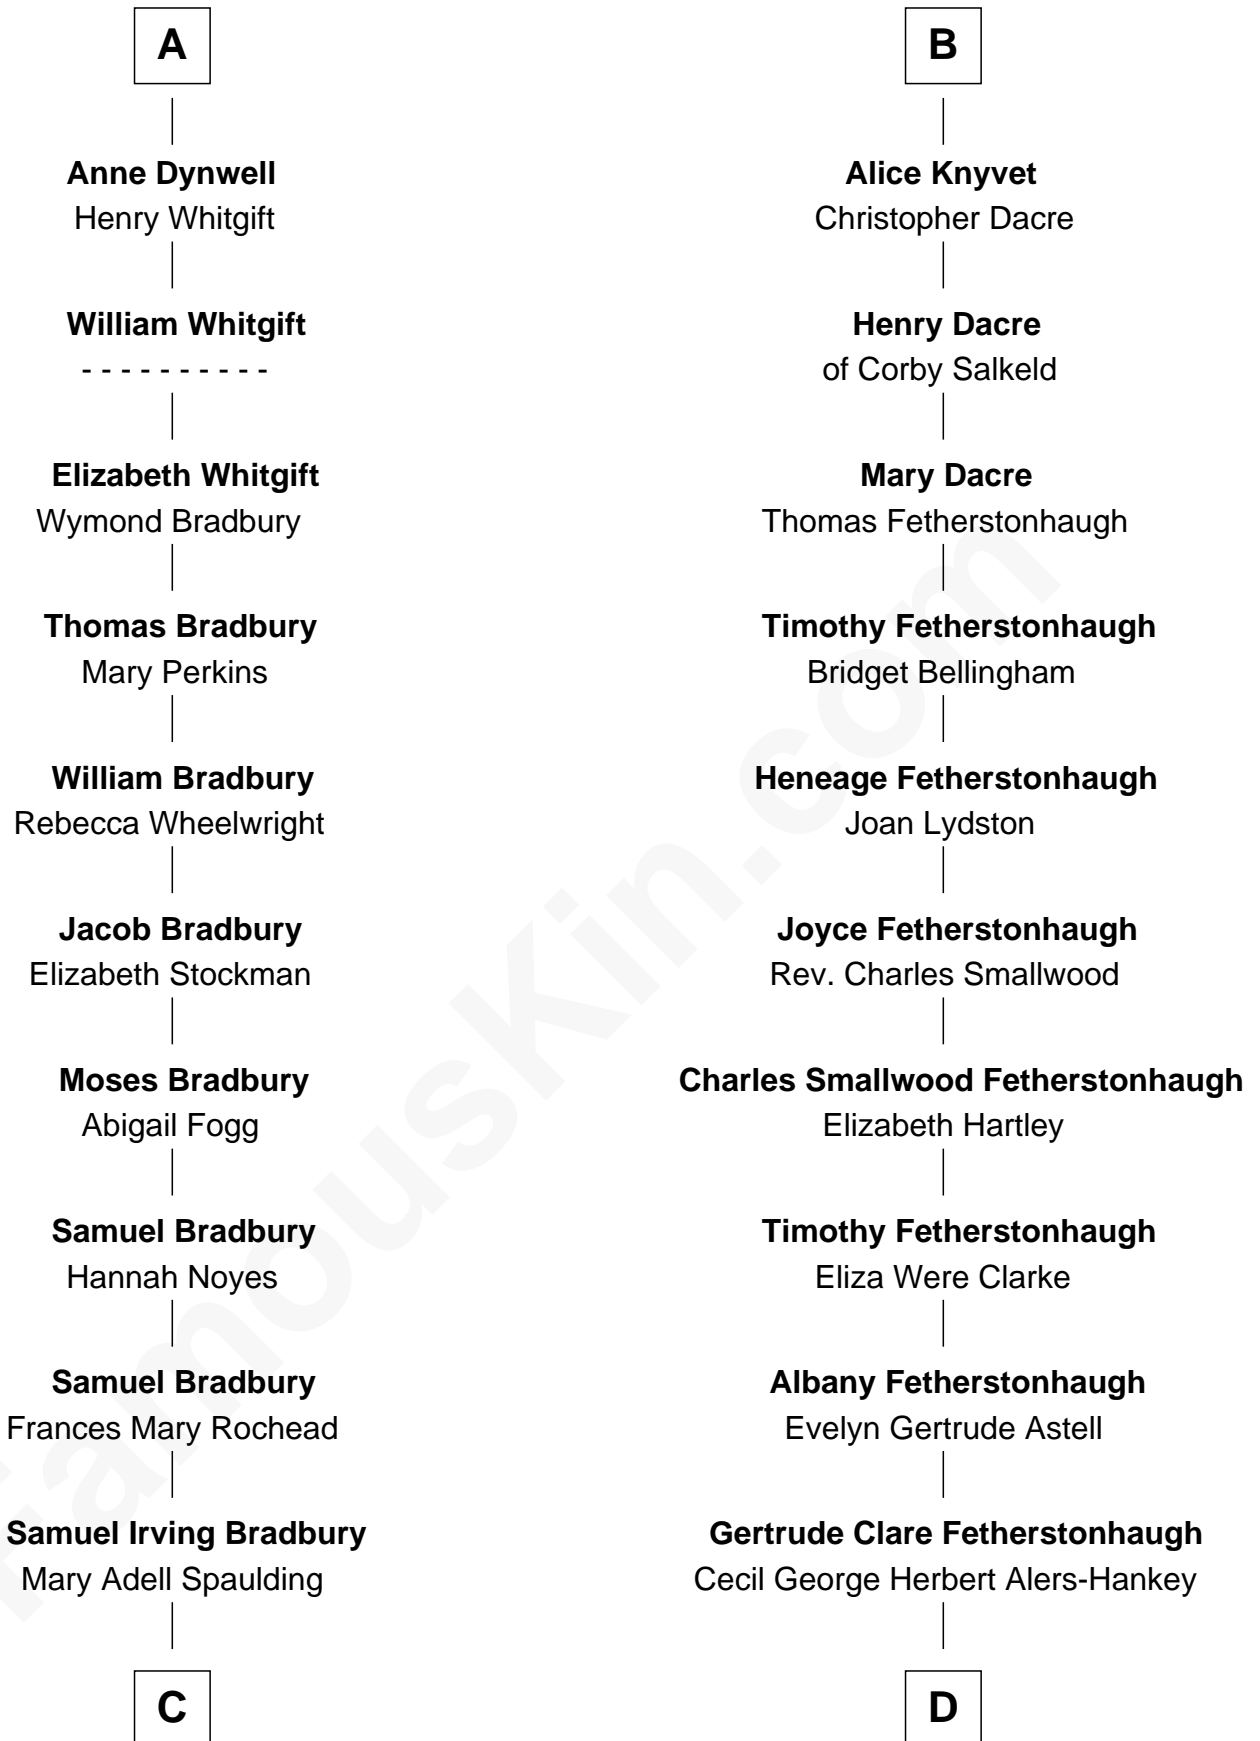 A
Anne Dynwell
Henry Whitgift
William Whitgift
- - - - - - - - - -
Elizabeth Whitgift
Wymond Bradbury
Thomas Bradbury
Mary Perkins
William Bradbury
Rebecca Wheelwright
Jacob Bradbury
Elizabeth Stockman
Moses Bradbury
Abigail Fogg
Samuel Bradbury
Hannah Noyes
Samuel Bradbury
Frances Mary Rochead
Samuel Irving Bradbury
Mary Adell Spaulding
C
B
Alice Knyvet
Christopher Dacre
Henry Dacre
of Corby Salkeld
Mary Dacre
Thomas Fetherstonhaugh
Timothy Fetherstonhaugh
Bridget Bellingham
Heneage Fetherstonhaugh
Joan Lydston
Joyce Fetherstonhaugh
Rev. Charles Smallwood
Charles Smallwood Fetherstonhaugh
Elizabeth Hartley
Timothy Fetherstonhaugh
Eliza Were Clarke
Albany Fetherstonhaugh
Evelyn Gertrude Astell
Gertrude Clare Fetherstonhaugh
Cecil George Herbert Alers-Hankey
D
FamousKin.com